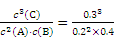 c³(C) / c²(A)·c(B) = 0.3³ / 0.2²×0.4